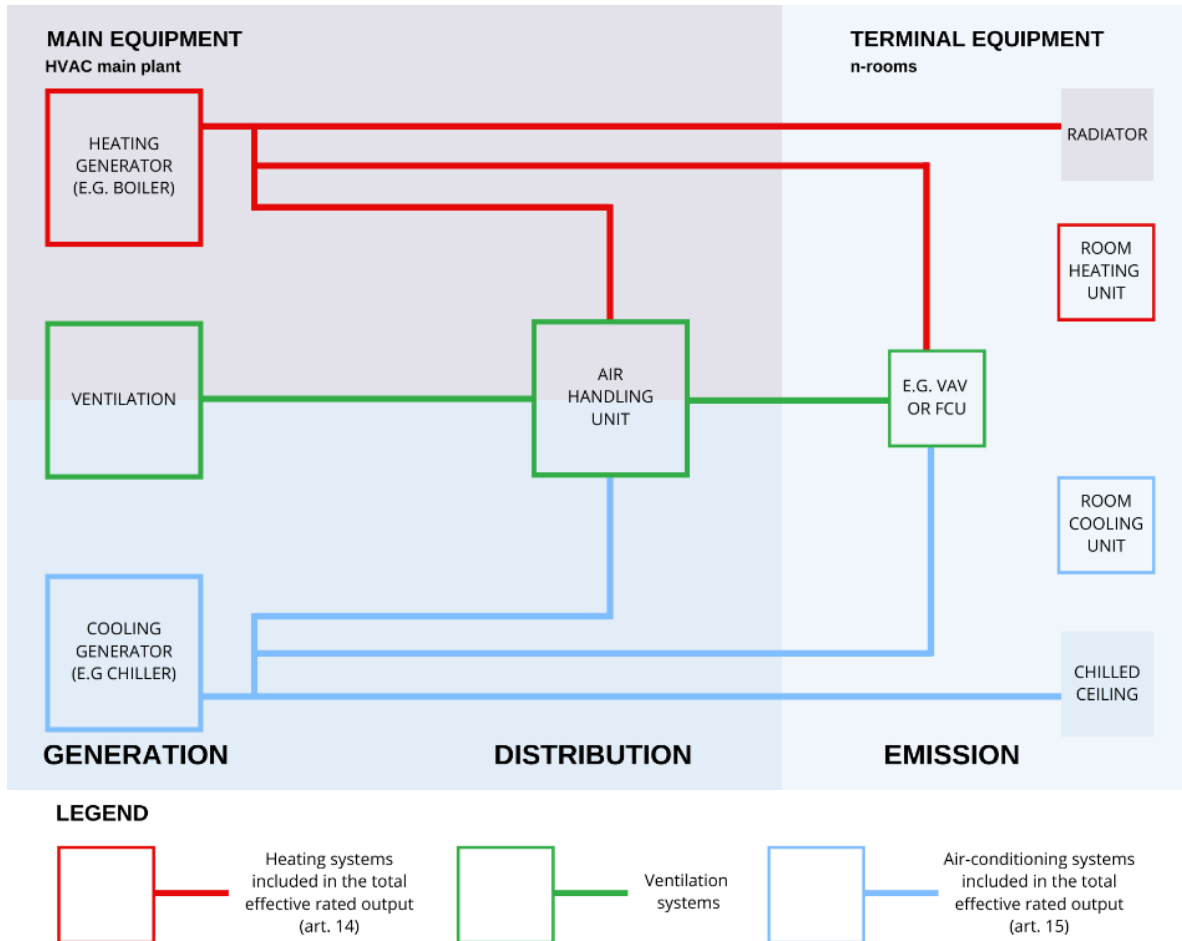 MAIN EQUIPMENT
HVAC main plant
TERMINAL EQUIPMENT
n-rooms
HEATING
GENERATOR
(E.G. BOILER)
RADIATOR
ROOM
HEATING
UNIT
VENTILATION
AIR
HANDLING
UNIT
E.G. VAV
OR FCU
ROOM
COOLING
UNIT
COOLING
GENERATOR
(E.G CHILLER)
CHILLED
CEILING
GENERATION
DISTRIBUTION
EMISSION
LEGEND
Heating systems
included in the total
effective rated output
(art. 14)
Ventilation
systems
Air-conditioning systems
included in the total
effective rated output
(art. 15)